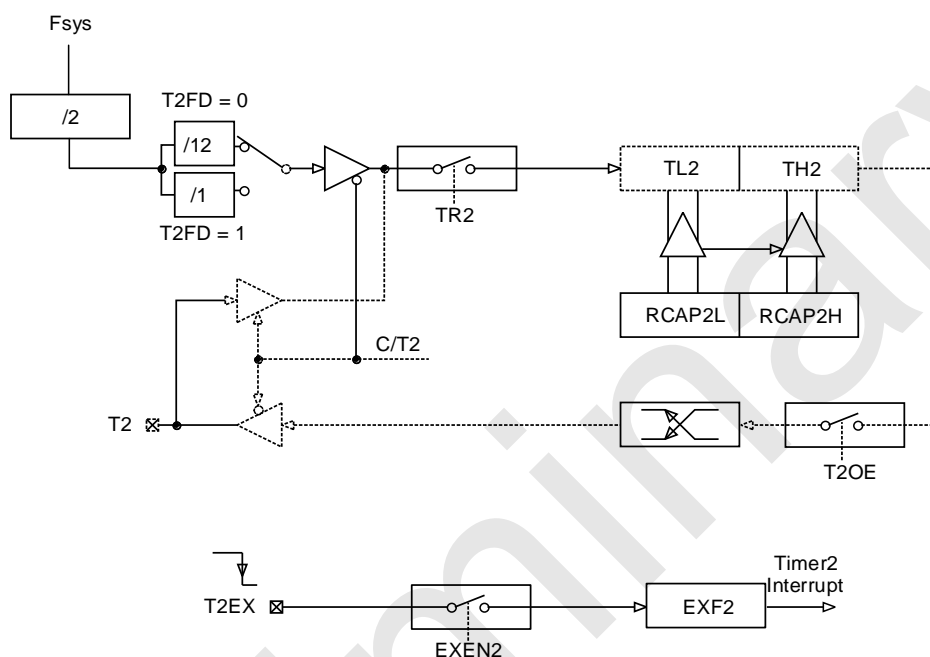 Fsys
/2
T2FD = 0
/12
/1
T2FD = 1
TR2
TL2
TH2
RCAP2L
RCAP2H
C/T2
T2
T2OE
T2EX
EXEN2
EXF2
Timer2
Interrupt